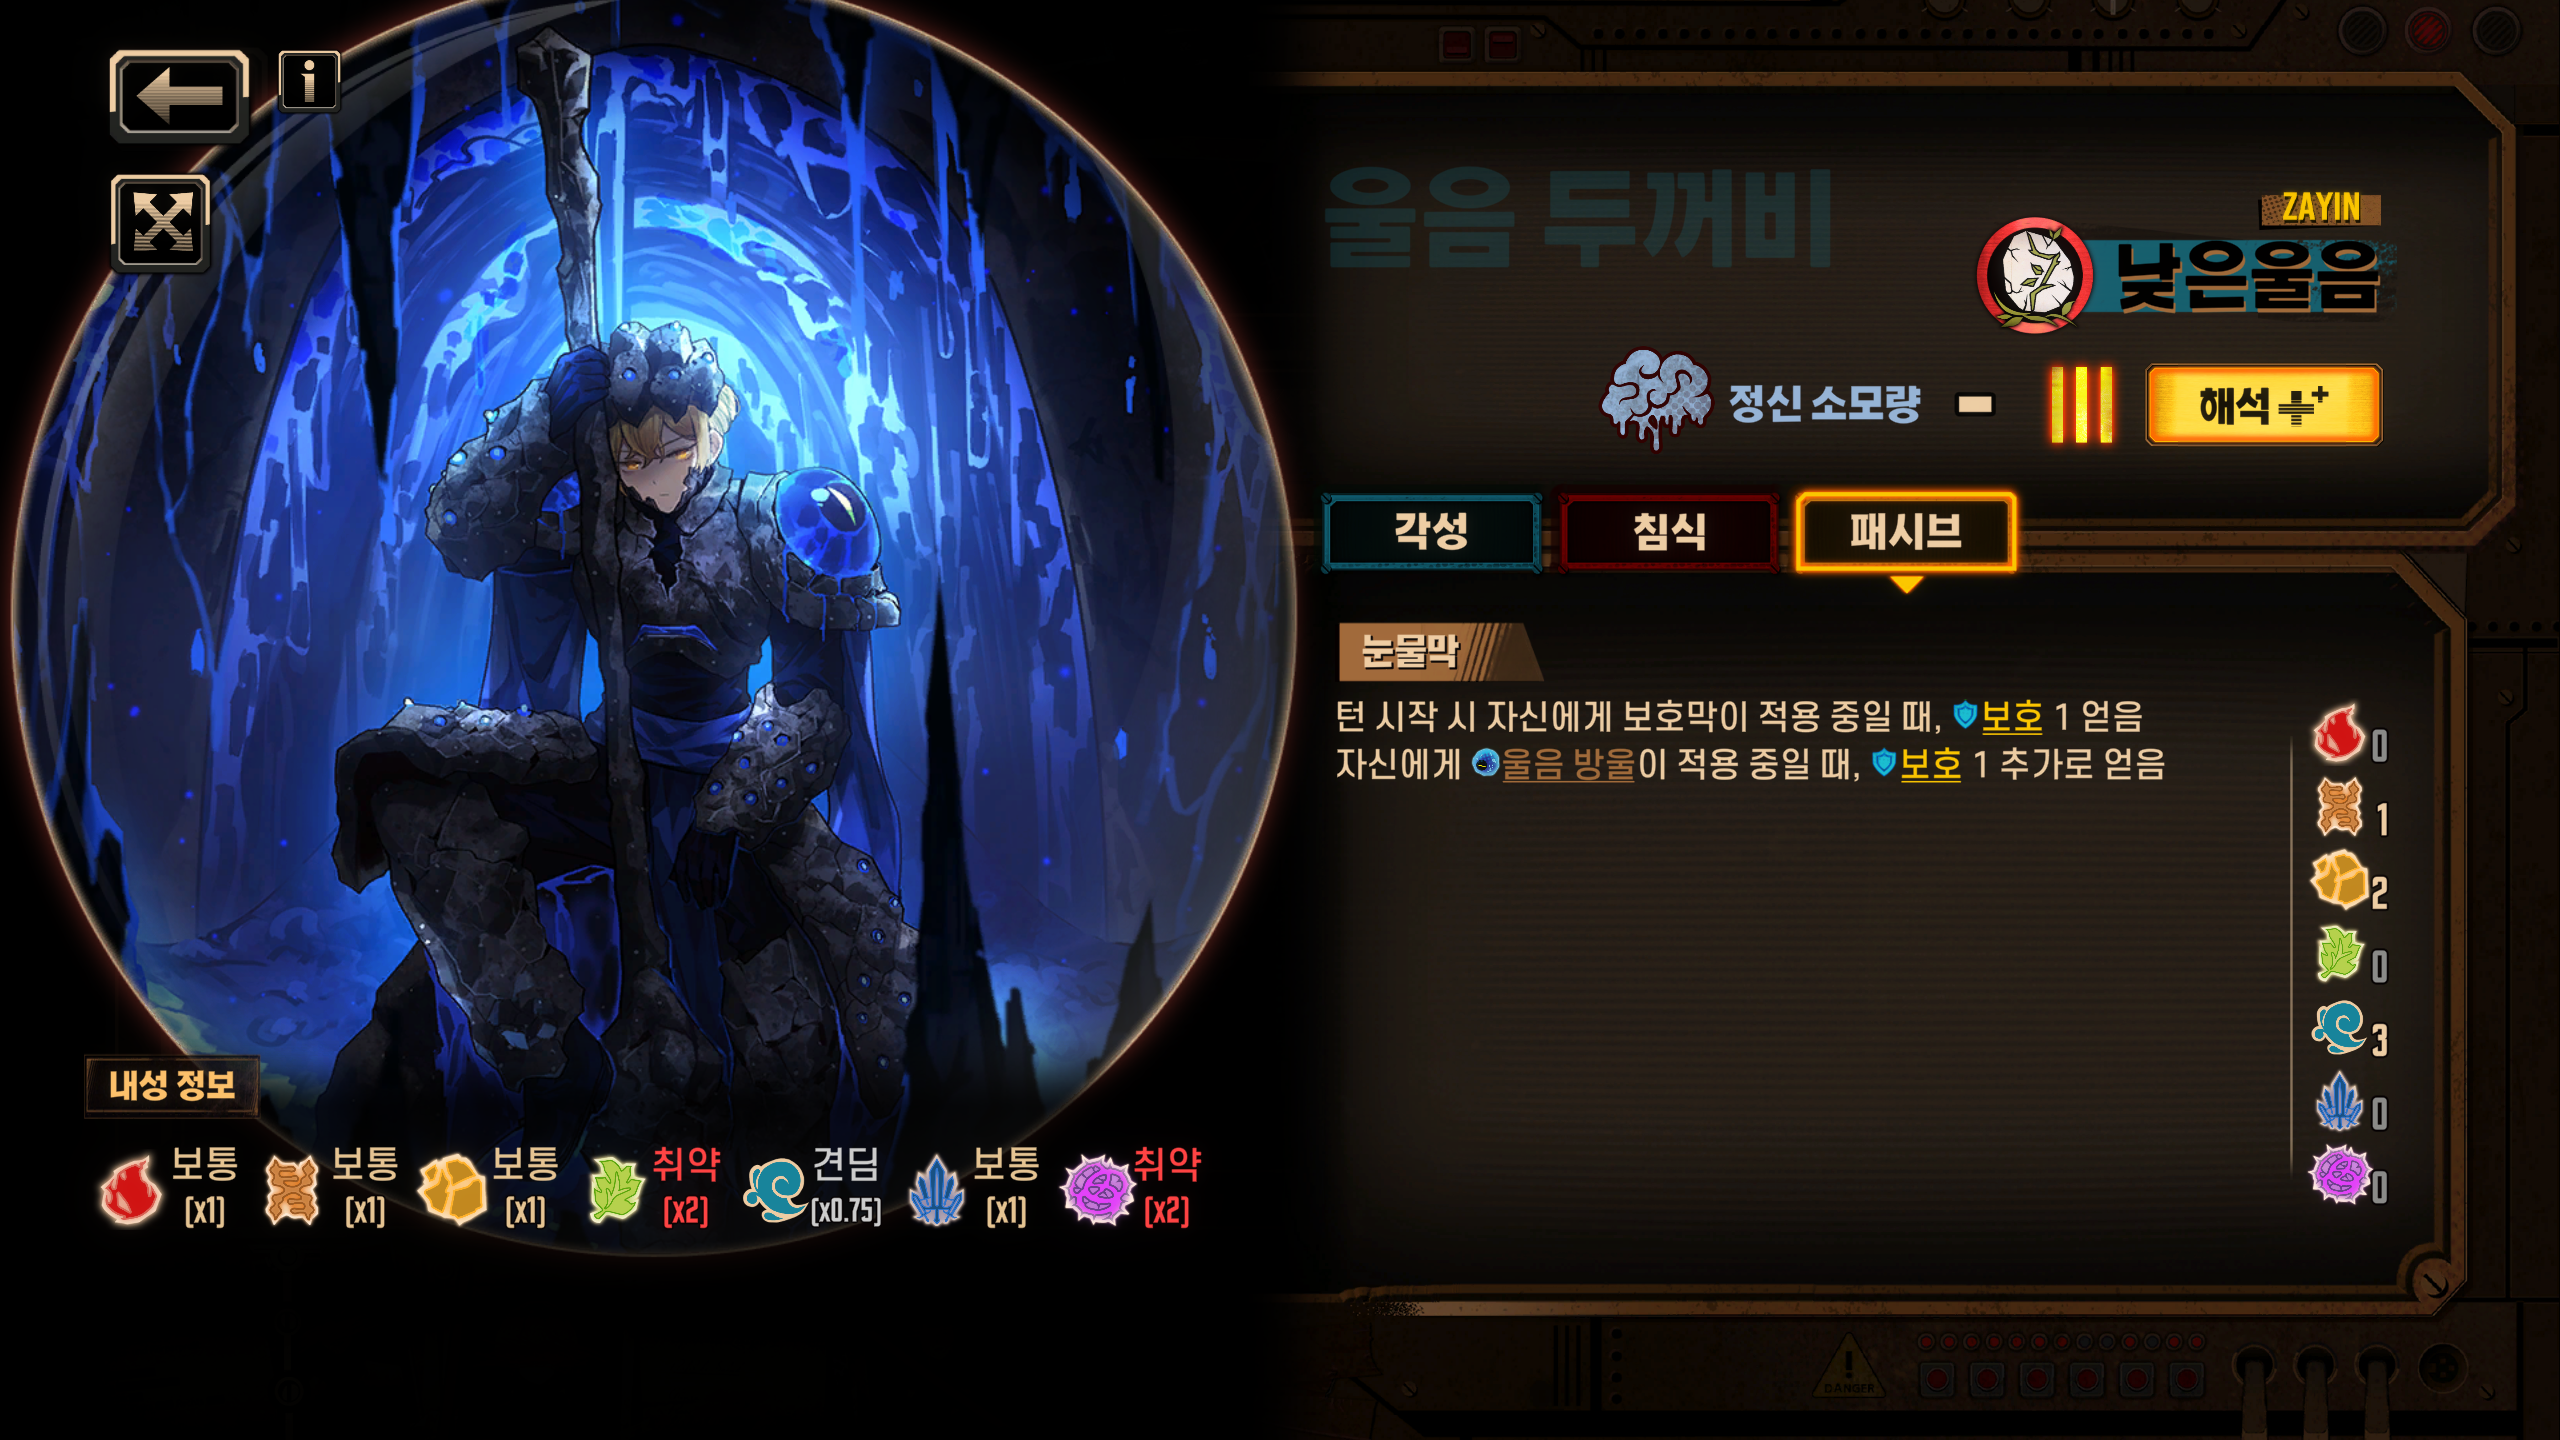 울음 두꺼비
ZAYIN
낮은울음
정신 소모량 -
III
해석 ++
각성
침식
패시브
눈물막
턴 시작 시 자신에게 보호막이 적용 중일 때, 보호 1 얻음
자신에게 울음 방울이 적용 중일 때, 보호 1 추가로 얻음
0
1
2
0
3
0
0
내성 정보
보통 보통 보통 취약 견딤 보통 취약
[x1] [x1] [x1] [x2] [x0.75] [x1] [x2]
DANGER